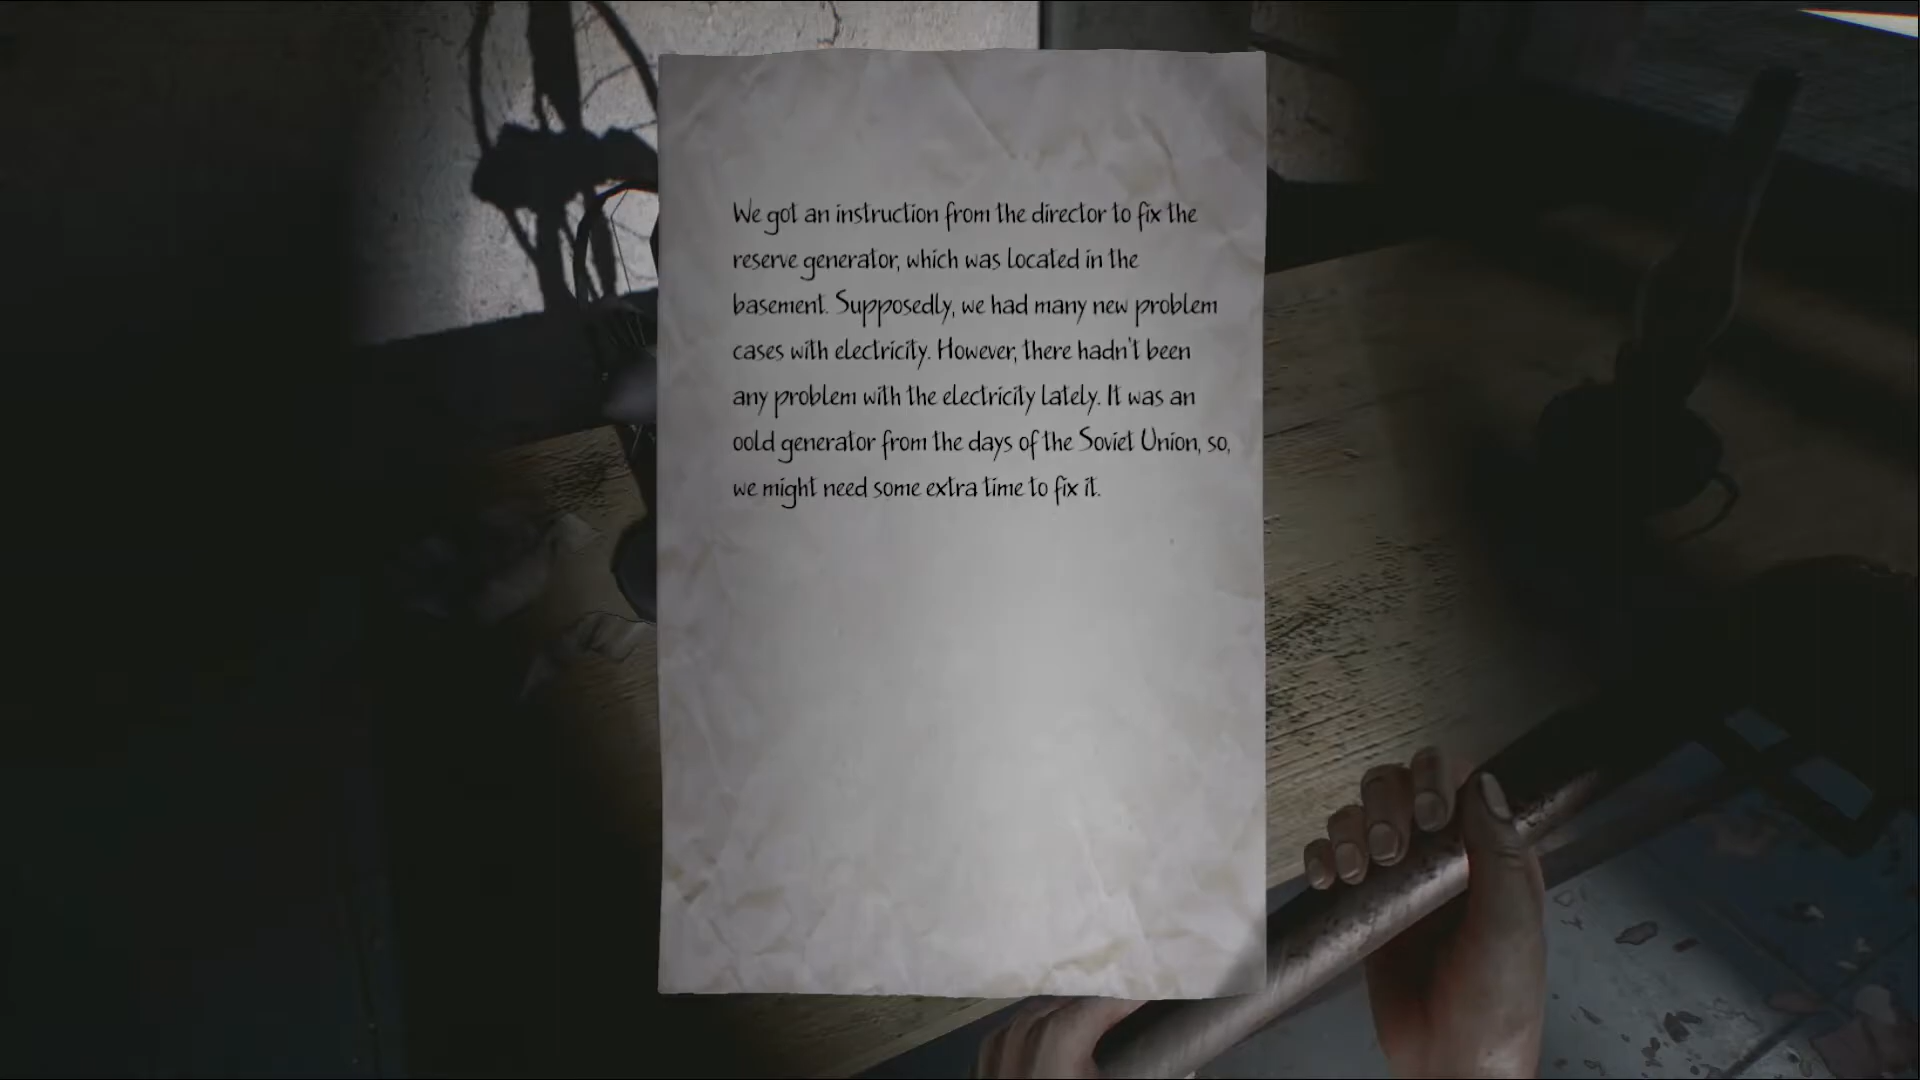 We got an instruction from the director to fix the
reserve generator, which was located in the
basement. Supposedly, we had many new problem
cases with electricity. However, there hadn't been
any problem with the electricity lately. It was an
oold generator from the days of the Soviet Union, so,
we might need some extra time to fix it.